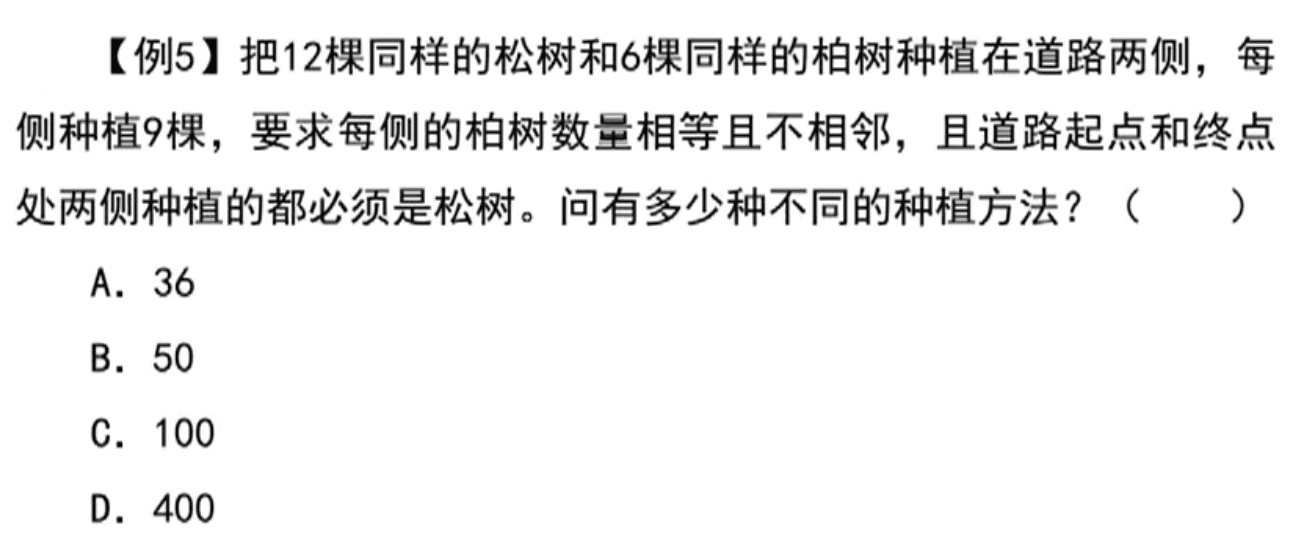 【例5】把12棵同样的松树和6棵同样的柏树种植在道路两侧，每
侧种植9棵，要求每侧的柏树数量相等且不相邻，且道路起点和终点
处两侧种植的都必须是松树。问有多少种不同的种植方法？（　　）
A. 36
B. 50
C. 100
D. 400